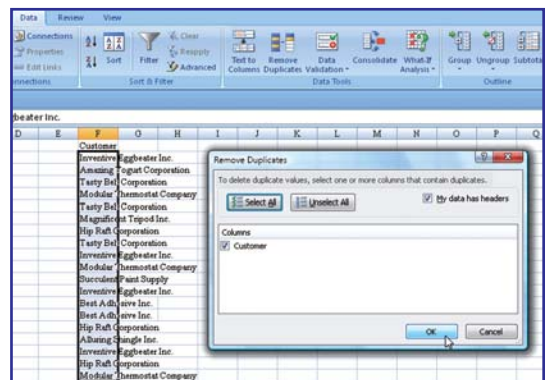 Data Review View
Connections
Properties
Edit Links
Sort
Filter
Clear
Reapply
Advanced
Text to Columns
Remove Duplicates
Data Validation
Consolidate
What-If Analysis
Group
Ungroup
Subtota
nnections Sort & Filter Data Tools Outline
beater Inc.
D E F G H I J K L M N O P Q
Customer
Inventive Eggbeater Inc.
Amazing Yogurt Corporation
Tasty Bel Corporation
Modular Thermostat Company
Tasty Bel Corporation
Magnificent Tripod Inc.
Hip Raft Corporation
Tasty Bel Corporation
Inventive Eggbeater Inc.
Modular Thermostat Company
Succulent Paint Supply
Inventive Eggbeater Inc.
Best Adhesive Inc.
Best Adhesive Inc.
Hip Raft Corporation
Alluring Shingle Inc.
Inventive Eggbeater Inc.
Hip Raft Corporation
Modular Thermostat Company
Remove Duplicates
To delete duplicate values, select one or more columns that contain duplicates.
Select All
Unselect All
My data has headers
Columns
Customer
OK
Cancel